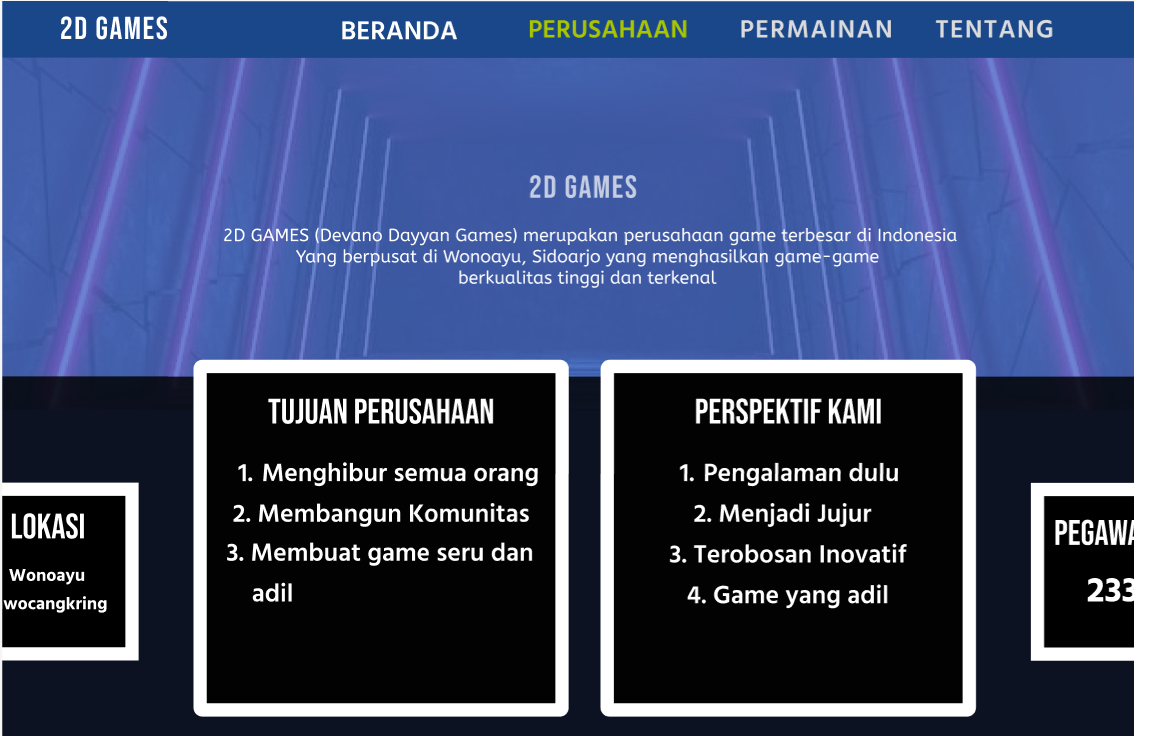 2D GAMES
BERANDA
PERUSAHAAN
PERMAINAN
TENTANG
2D GAMES
2D GAMES (Devano Dayyan Games) merupakan perusahaan game terbesar di Indonesia
Yang berpusat di Wonoayu, Sidoarjo yang menghasilkan game-game
berkualitas tinggi dan terkenal
LOKASI
Wonoayu
wocangkring
TUJUAN PERUSAHAAN
1. Menghibur semua orang
2. Membangun Komunitas
3. Membuat game seru dan
adil
PERSPEKTIF KAMI
1. Pengalaman dulu
2. Menjadi Jujur
3. Terobosan Inovatif
4. Game yang adil
PEGAWA
233